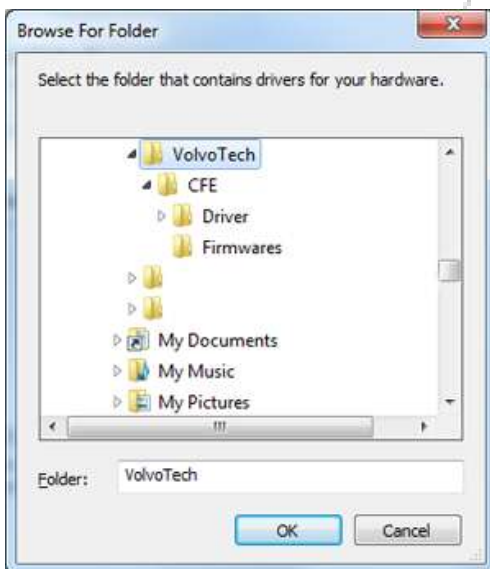 Browse For Folder
Select the folder that contains drivers for your hardware.
VolvoTech
CFE
Driver
Firmwares
My Documents
My Music
My Pictures
Folder: VolvoTech
OK Cancel